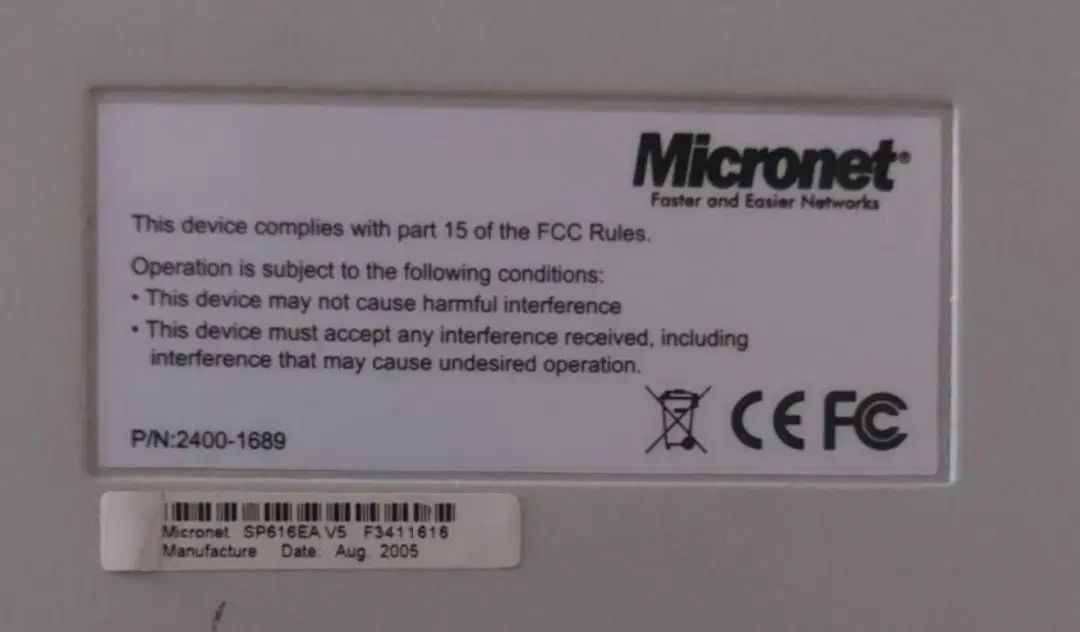 Micronet®
Faster and Easier Networks
This device complies with part 15 of the FCC Rules.
Operation is subject to the following conditions:
• This device may not cause harmful interference
• This device must accept any interference received, including
interference that may cause undesired operation.
CE FC
P/N:2400-1689
Micronet SP616EA V5 F3411616
Manufacture Date: Aug. 2005